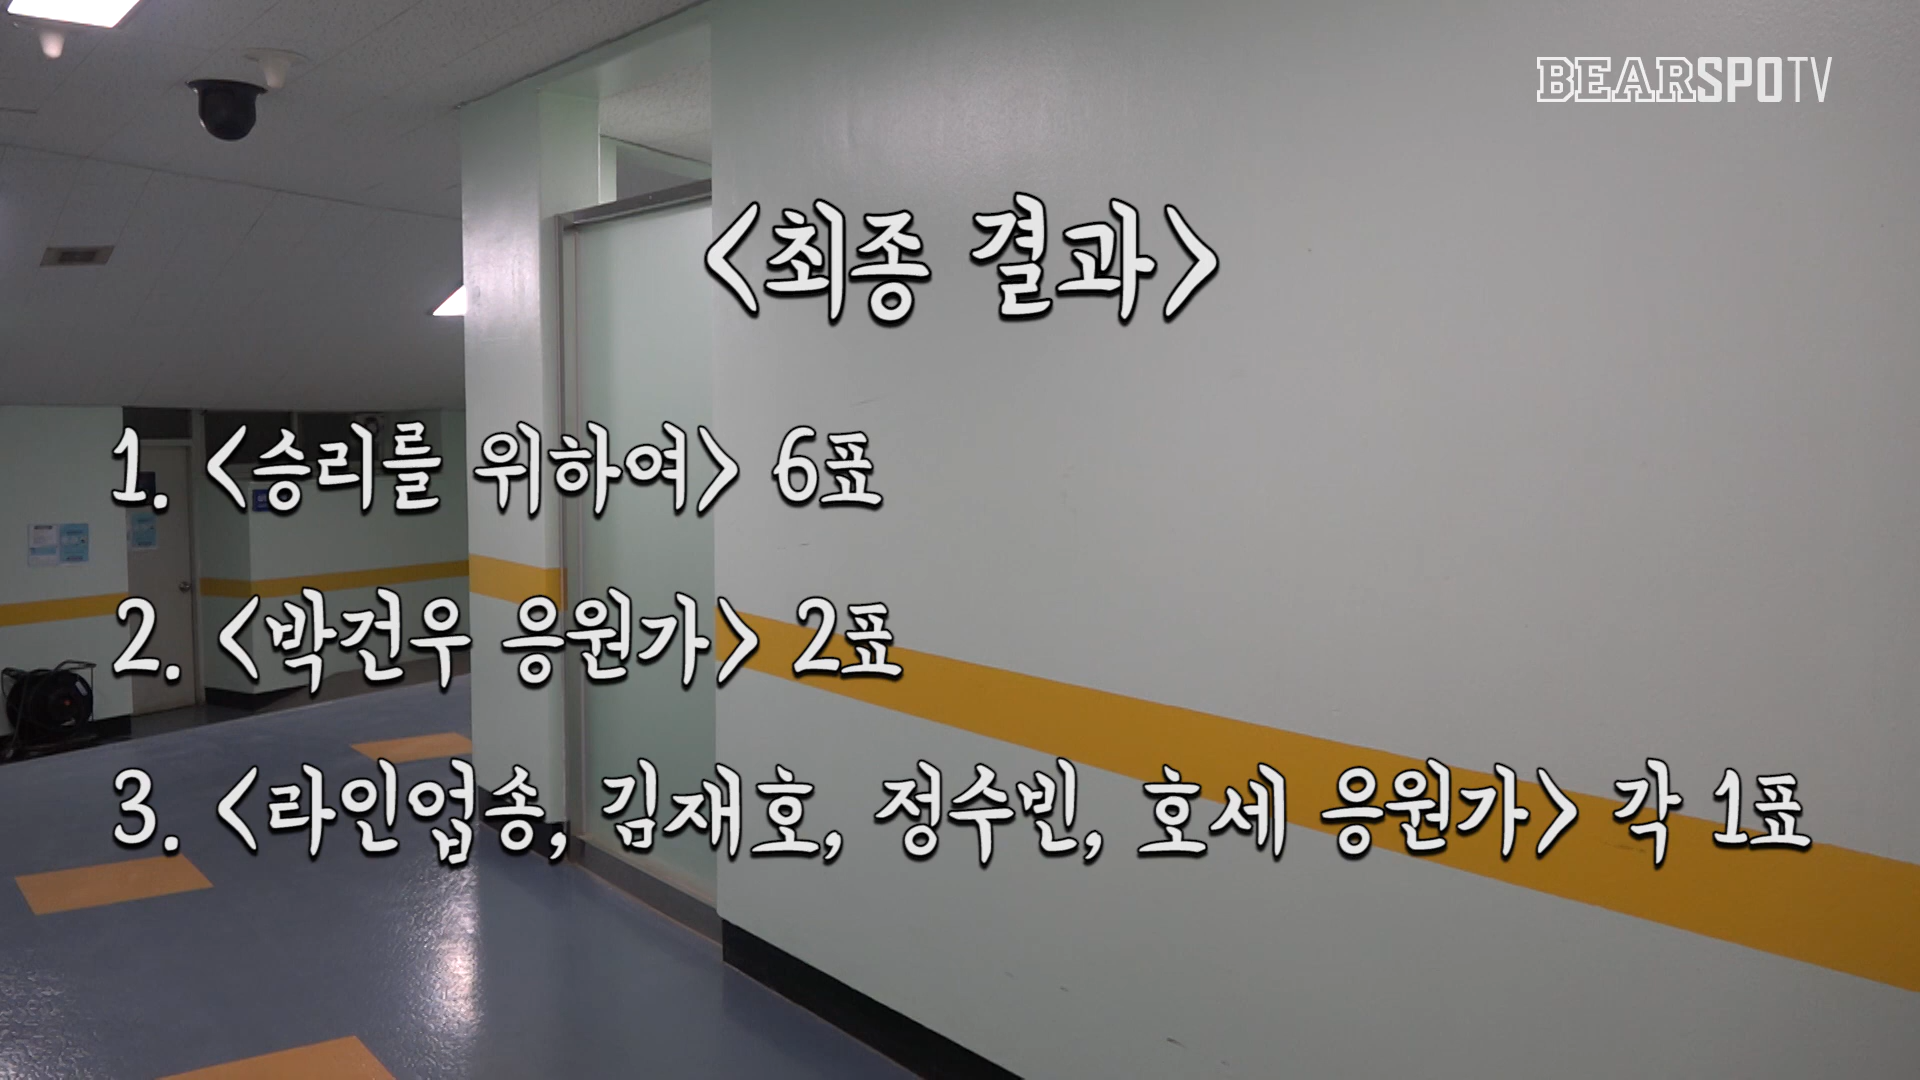 BEARSPOTV
<최종 결과>
1. <승리를 위하여> 6표
2. <박건우 응원가> 2표
3. <라인업송, 김재호, 정수빈, 호세 응원가> 각 1표